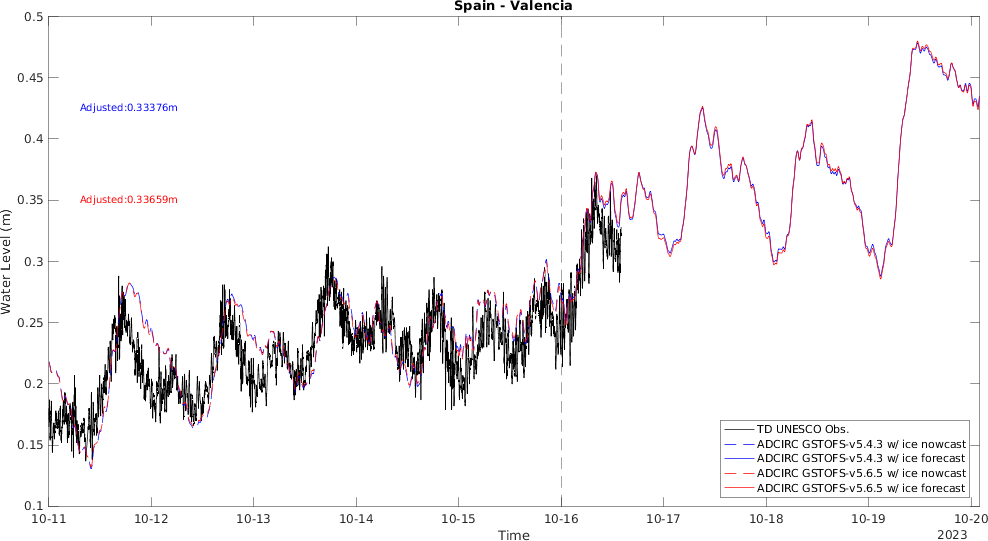 Spain - Valencia
0.5
0.45
0.4
0.35
0.3
0.25
0.2
0.15
0.1
Water Level (m)
Adjusted:0.33376m
Adjusted:0.33659m
TD UNESCO Obs.
ADCIRC GSTOFS-v5.4.3 w/ ice nowcast
ADCIRC GSTOFS-v5.4.3 w/ ice forecast
ADCIRC GSTOFS-v5.6.5 w/ ice nowcast
ADCIRC GSTOFS-v5.6.5 w/ ice forecast
10-11 10-12 10-13 10-14 10-15 10-16 10-17 10-18 10-19 10-20
Time
2023